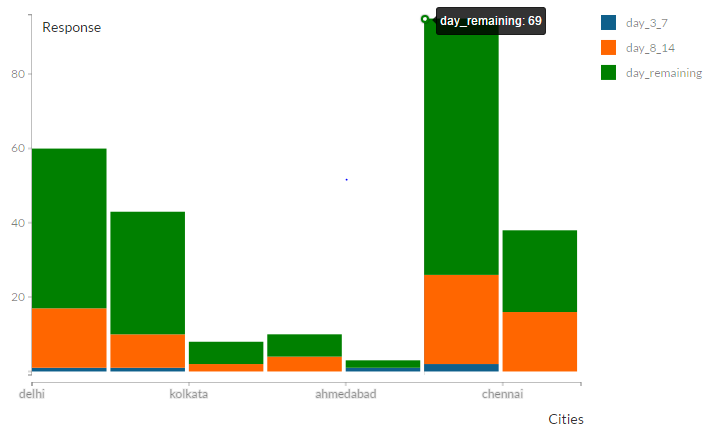 Response
day_remaining: 69
day_3_7
day_8_14
day_remaining
80
60
40
20
delhi
kolkata
ahmedabad
chennai
Cities